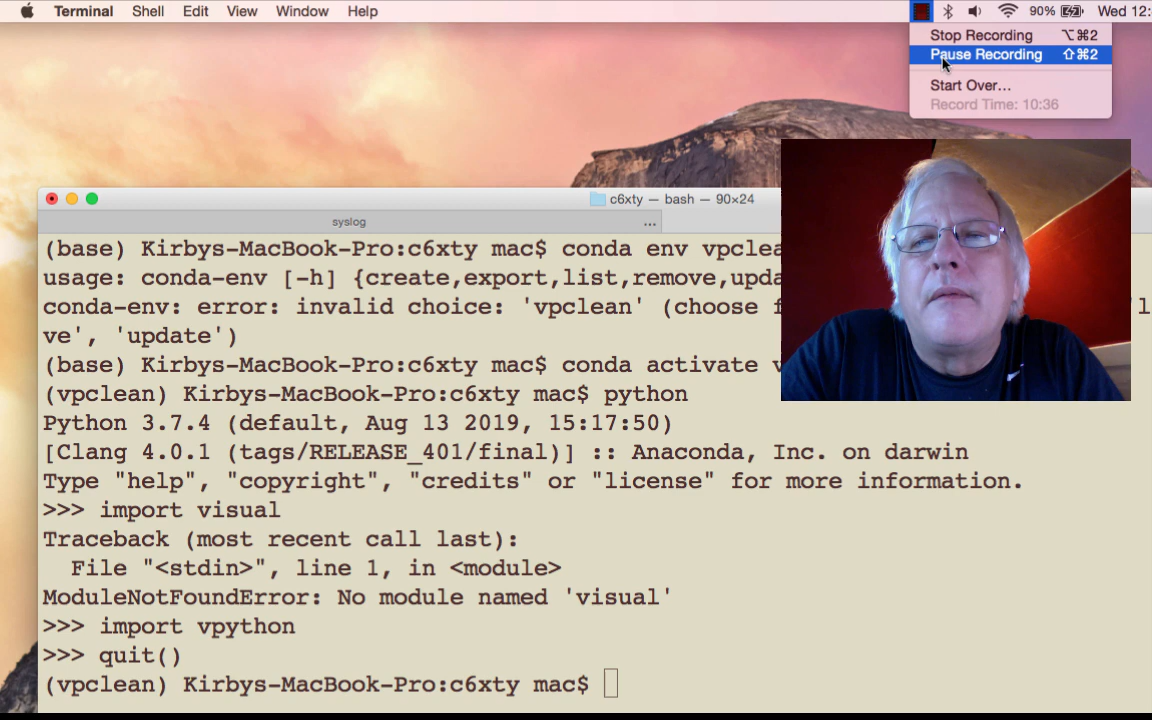 Terminal Shell Edit View Window Help 90% Wed 12:
Stop Recording ⌥⌘2
Pause Recording ⇧⌘2
Start Over...
Record Time: 10:36
c6xty — bash — 90×24
syslog ...
(base) Kirbys-MacBook-Pro:c6xty mac$ conda env vpclea
usage: conda-env [-h] {create,export,list,remove,upda
conda-env: error: invalid choice: 'vpclean' (choose f 'l
ve', 'update')
(base) Kirbys-MacBook-Pro:c6xty mac$ conda activate v
(vpclean) Kirbys-MacBook-Pro:c6xty mac$ python
Python 3.7.4 (default, Aug 13 2019, 15:17:50)
[Clang 4.0.1 (tags/RELEASE_401/final)] :: Anaconda, Inc. on darwin
Type "help", "copyright", "credits" or "license" for more information.
>>> import visual
Traceback (most recent call last):
File "<stdin>", line 1, in <module>
ModuleNotFoundError: No module named 'visual'
>>> import vpython
>>> quit()
(vpclean) Kirbys-MacBook-Pro:c6xty mac$